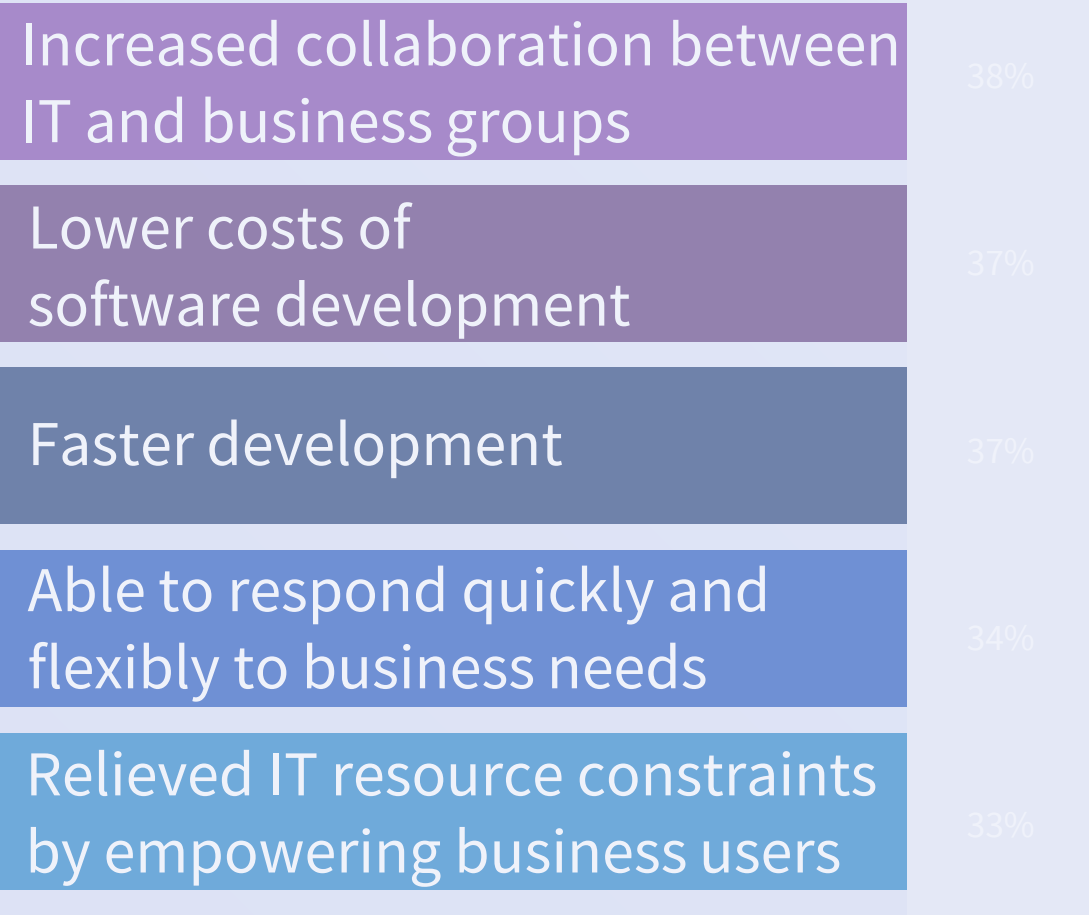 Increased collaboration between
IT and business groups
38%
Lower costs of
software development
37%
Faster development
37%
Able to respond quickly and
flexibly to business needs
34%
Relieved IT resource constraints
by empowering business users
33%